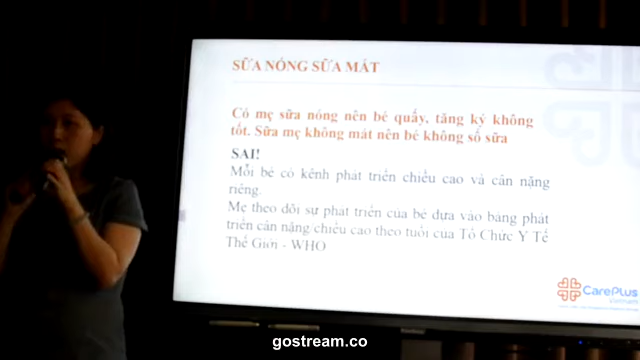 SỮA NÓNG SỮA MÁT
Có mẹ sữa nóng nên bé quấy, tăng ký không
tốt. Sữa mẹ không mát nên bé không sổ sữa
SAI!
Mỗi bé có kênh phát triển chiều cao và cân nặng
riêng.
Mẹ theo dõi sự phát triển của bé dựa vào bảng phát
triển cân nặng/chiều cao theo tuổi của Tổ Chức Y Tế
Thế Giới - WHO
CarePlus
Vietnam
gostream.co